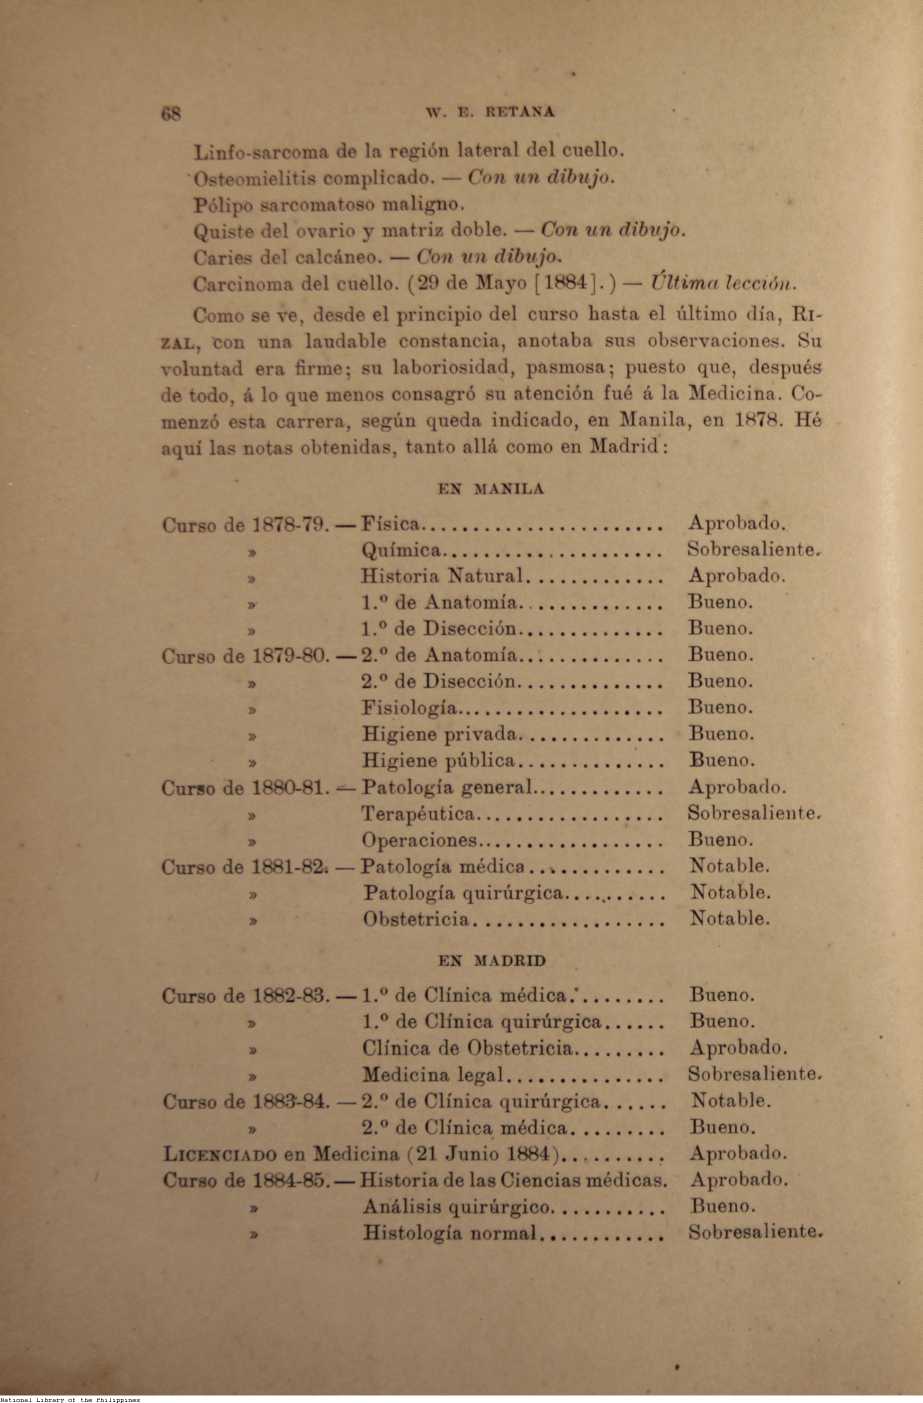 68
W. E. RETANA
Linfo-sarcoma de la región lateral del cuello.
Osteomielitis complicado. — Con un dibujo.
Pólipo sarcomatoso maligno.
Quiste del ovario y matriz doble. — Con un dibujo.
Caries del calcáneo. — Con un dibujo.
Carcinoma del cuello. (29 de Mayo [1884].) — Última lección.
Como se ve, desde el principio del curso hasta el último día, RI-
ZAL, con una laudable constancia, anotaba sus observaciones. Su
voluntad era firme; su laboriosidad, pasmosa; puesto que, después
de todo, á lo que menos consagró su atención fué á la Medicina. Co-
menzó esta carrera, según queda indicado, en Manila, en 1878. Hé
aquí las notas obtenidas, tanto allá como en Madrid:
EN MANILA
Curso de 1878-79. — Física........................ Aprobado.
» Química...................... Sobresaliente.
» Historia Natural............. Aprobado.
» 1.º de Anatomía.............. Bueno.
» 1.º de Disección.............. Bueno.
Curso de 1879-80. — 2.º de Anatomía.............. Bueno.
» 2.º de Disección.............. Bueno.
» Fisiología.................... Bueno.
» Higiene privada.............. Bueno.
» Higiene pública.............. Bueno.
Curso de 1880-81. — Patología general............ Aprobado.
» Terapéutica.................. Sobresaliente.
» Operaciones.................. Bueno.
Curso de 1881-82. — Patología médica............ Notable.
» Patología quirúrgica.......... Notable.
» Obstetricia.................. Notable.
EN MADRID
Curso de 1882-83. — 1.º de Clínica médica......... Bueno.
» 1.º de Clínica quirúrgica...... Bueno.
» Clínica de Obstetricia......... Aprobado.
» Medicina legal............... Sobresaliente.
Curso de 1883-84. — 2.º de Clínica quirúrgica...... Notable.
» 2.º de Clínica médica......... Bueno.
LICENCIADO en Medicina (21 Junio 1884).......... Aprobado.
Curso de 1884-85. — Historia de las Ciencias médicas. Aprobado.
» Análisis quirúrgico........... Bueno.
» Histología normal............ Sobresaliente.
National Library of the Philippines